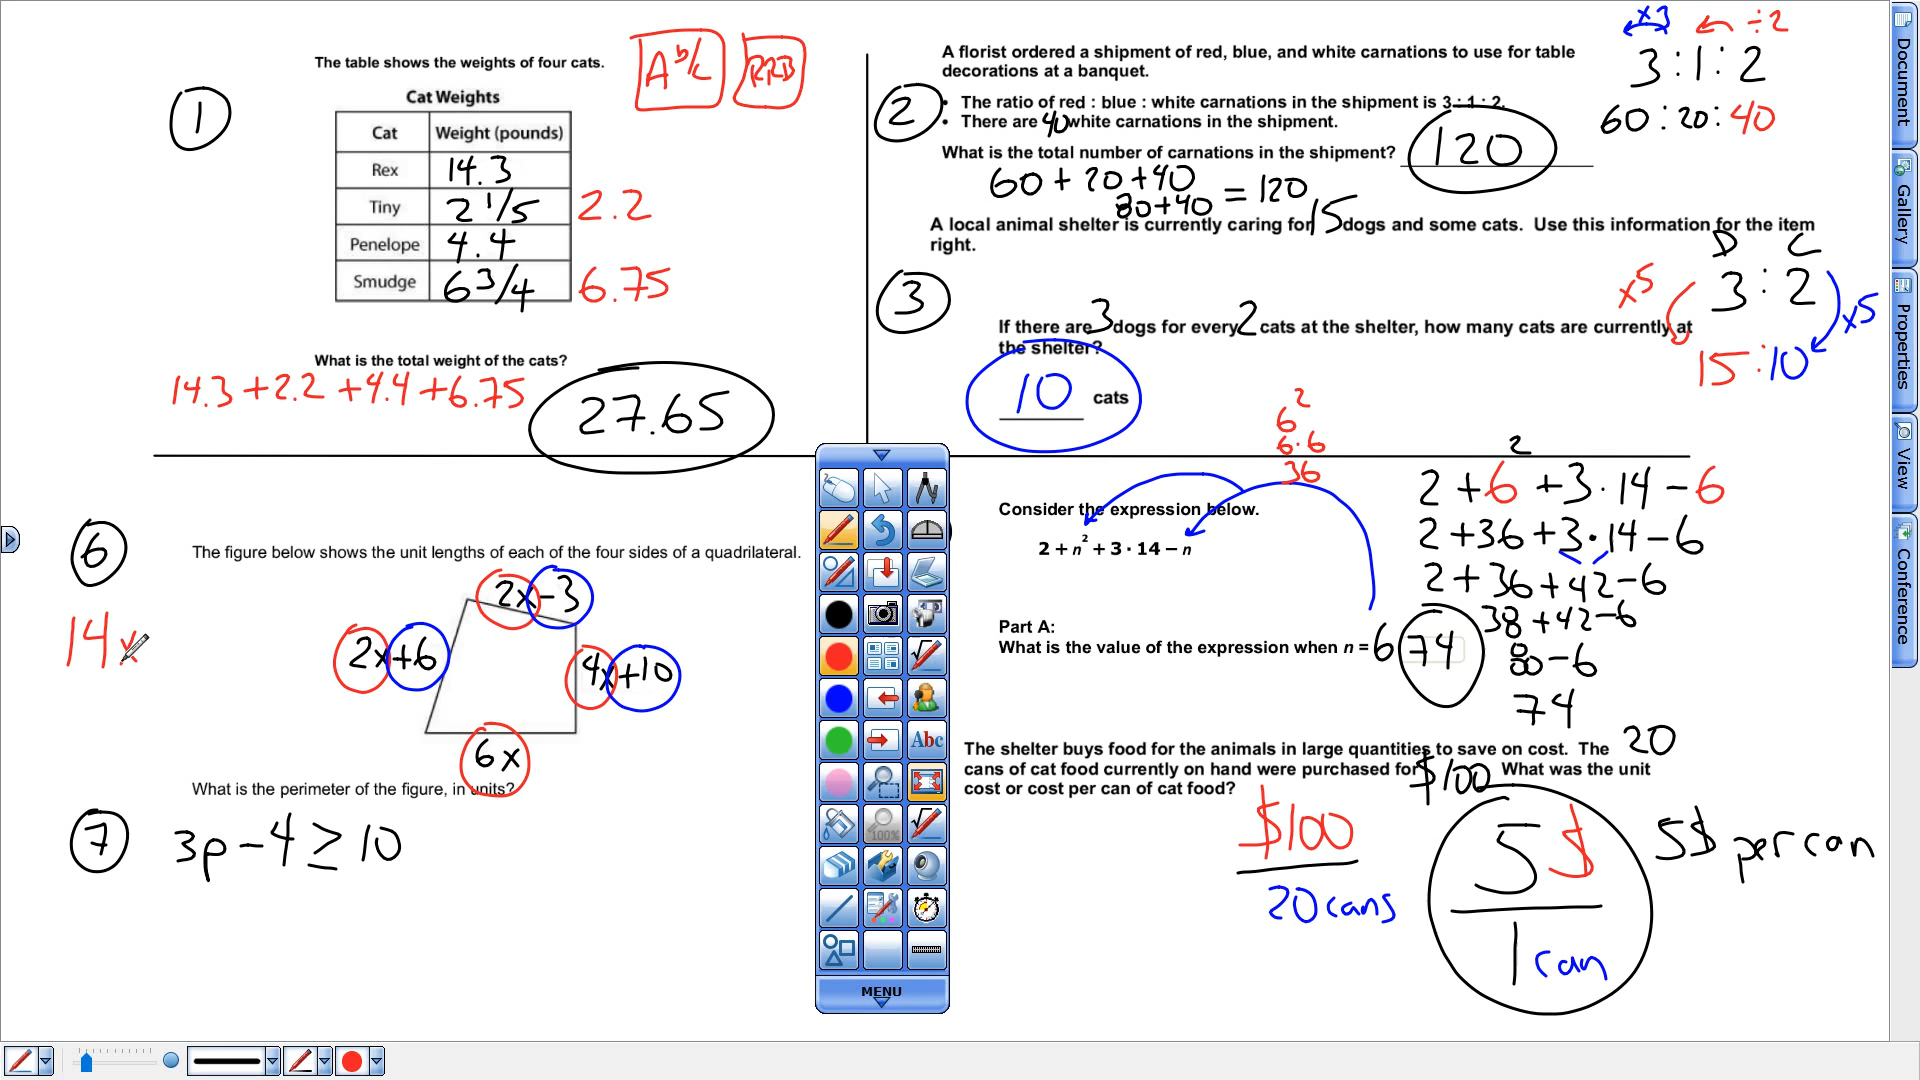 1
The table shows the weights of four cats.
A b/c
RRB
Cat Weights
Cat Weight (pounds)
Rex 14.3
Tiny 2 1/5 2.2
Penelope 4.4
Smudge 6 3/4 6.75
What is the total weight of the cats?
14.3 + 2.2 + 4.4 + 6.75
27.65
2
A florist ordered a shipment of red, blue, and white carnations to use for table
decorations at a banquet.
• The ratio of red : blue : white carnations in the shipment is 3 : 1 : 2.
• There are 40 white carnations in the shipment.
What is the total number of carnations in the shipment? 120
60 + 20 + 40
80 + 40 = 120
x3 ÷2
3 : 1 : 2
60 : 20 : 40
A local animal shelter is currently caring for 15 dogs and some cats. Use this information for the item
right.
3
If there are 3 dogs for every 2 cats at the shelter, how many cats are currently at
the shelter?
10 cats
D C
x5 3 : 2 x5
15 : 10
Consider the expression below.
2 + n² + 3 · 14 − n
6²
6·6
36
Part A:
What is the value of the expression when n = 6 74
2 + 6² + 3 · 14 − 6
2 + 36 + 3 · 14 − 6
2 + 36 + 42 − 6
38 + 42 − 6
80 − 6
74
The shelter buys food for the animals in large quantities to save on cost. The 20
cans of cat food currently on hand were purchased for $100 What was the unit
cost or cost per can of cat food?
$100
20 cans
5 $
1 can
5$ per can
6
The figure below shows the unit lengths of each of the four sides of a quadrilateral.
14x
2x − 3
2x + 6
4x + 10
6x
What is the perimeter of the figure, in units?
7
3p − 4 ≥ 10
Abc
100%
MENU
Document
Gallery
Properties
View
Conference